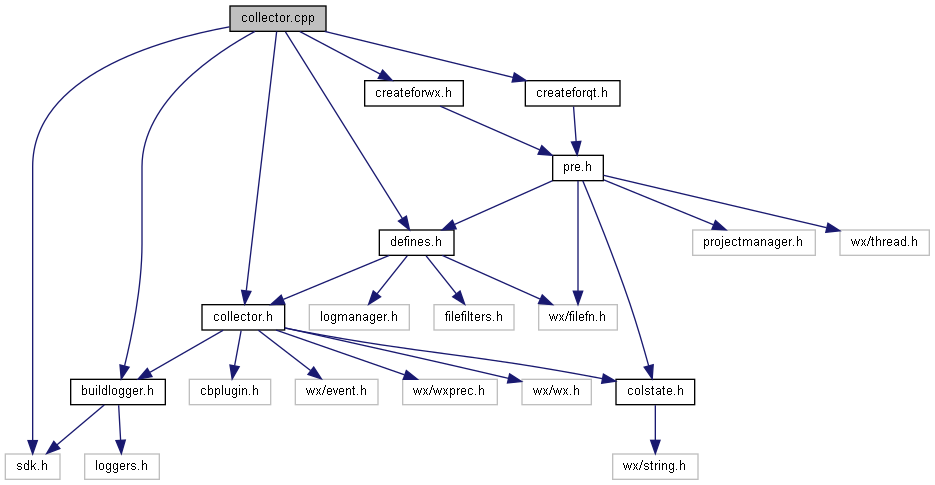 collector.cpp
createforwx.h
createforqt.h
pre.h
defines.h
projectmanager.h
wx/thread.h
collector.h
logmanager.h
filefilters.h
wx/filefn.h
buildlogger.h
cbplugin.h
wx/event.h
wx/wxprec.h
wx/wx.h
colstate.h
sdk.h
loggers.h
wx/string.h